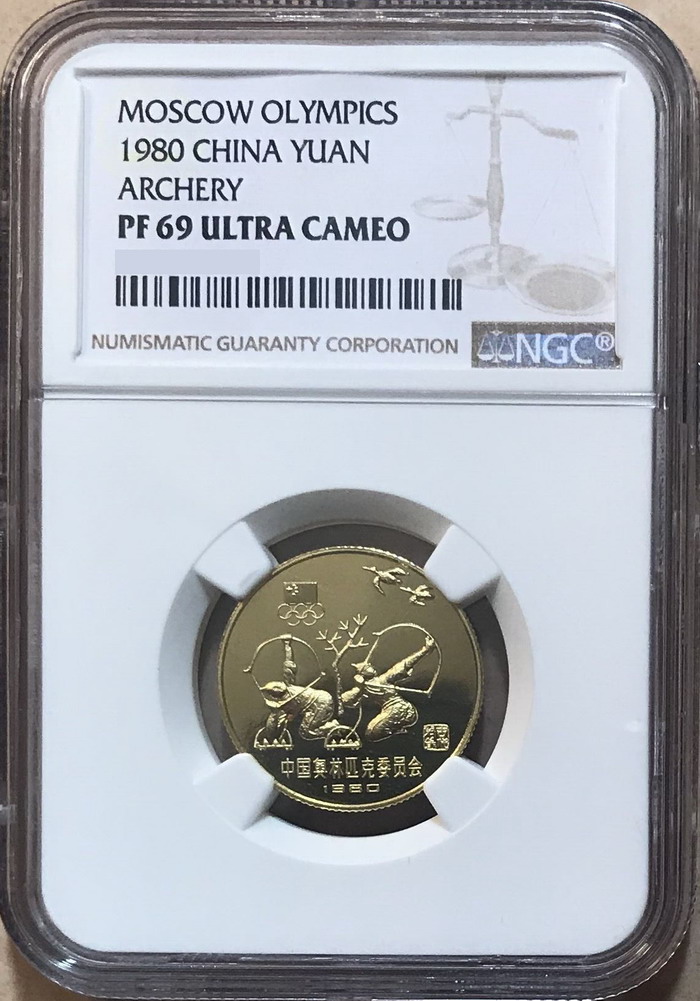 MOSCOW OLYMPICS
1980 CHINA YUAN
ARCHERY
PF 69 ULTRA CAMEO
NUMISMATIC GUARANTY CORPORATION
NGC®
中国奥林匹克委员会
1980